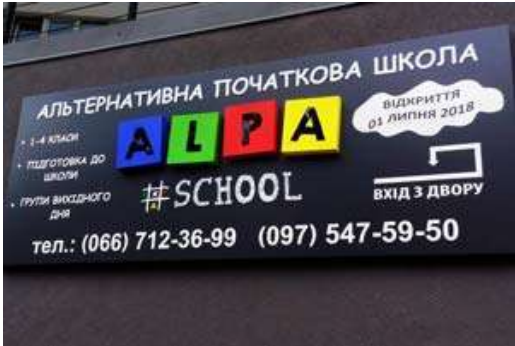 АЛЬТЕРНАТИВНА ПОЧАТКОВА ШКОЛА
• 1-4 КЛАСИ
• ПІДГОТОВКА ДО
ШКОЛИ
• ГРУПИ ВИХІДНОГО
ДНЯ
ALPA
#SCHOOL
ВІДКРИТТЯ
01 ЛИПНЯ 2018
ВХІД З ДВОРУ
тел.: (066) 712-36-99 (097) 547-59-50